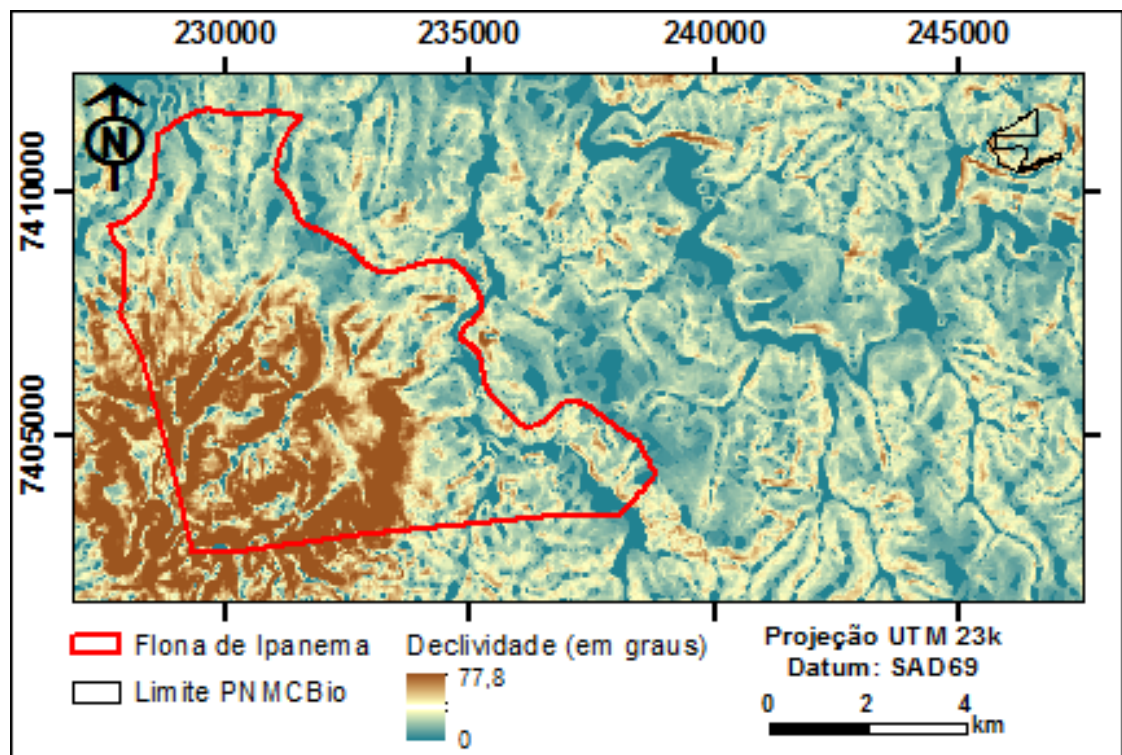 230000 235000 240000 245000
N
7410000
7405000
Flona de Ipanema
Limite PNMCBio
Declividade (em graus)
77,8
0
Projeção UTM 23k
Datum: SAD69
0 2 4
km
7410000